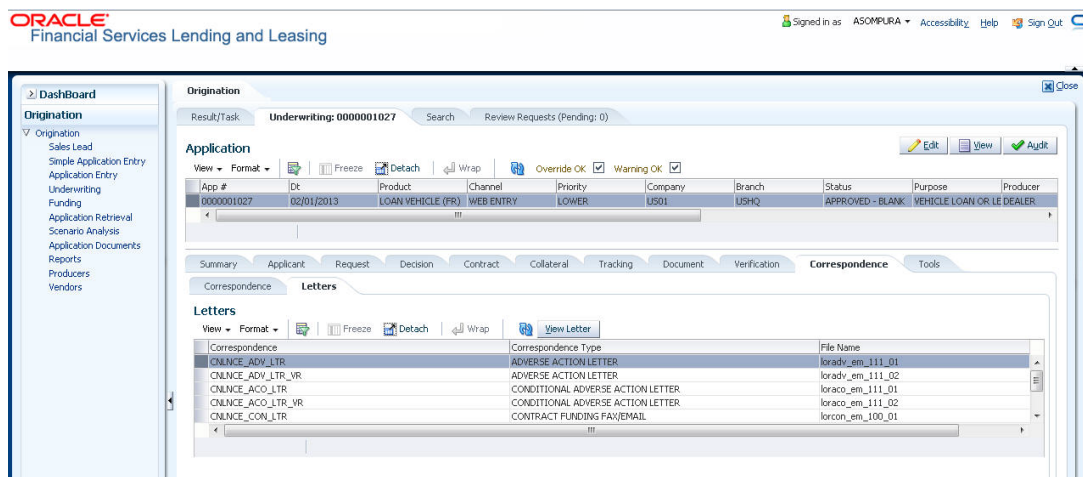 ORACLE®
Financial Services Lending and Leasing
Signed in as ASOMPURA Accessibility Help Sign Out
Close
DashBoard
Origination
Origination
Sales Lead
Simple Application Entry
Application Entry
Underwriting
Funding
Application Retrieval
Scenario Analysis
Application Documents
Reports
Producers
Vendors
Origination
Result/Task Underwriting: 0000001027 Search Review Requests (Pending: 0)
Application
Edit View Audit
View Format Freeze Detach Wrap Override OK Warning OK
App # Dt Product Channel Priority Company Branch Status Purpose Producer
0000001027 02/01/2013 LOAN VEHICLE (FR) WEB ENTRY LOWER US01 USHQ APPROVED - BLANK VEHICLE LOAN OR LE DEALER
Summary Applicant Request Decision Contract Collateral Tracking Document Verification Correspondence Tools
Correspondence Letters
Letters
View Format Freeze Detach Wrap View Letter
Correspondence Correspondence Type File Name
CNLNCE_ADV_LTR ADVERSE ACTION LETTER loradv_em_111_01
CNLNCE_ADV_LTR_VR ADVERSE ACTION LETTER loradv_em_111_02
CNLNCE_ACO_LTR CONDITIONAL ADVERSE ACTION LETTER loraco_em_111_01
CNLNCE_ACO_LTR_VR CONDITIONAL ADVERSE ACTION LETTER loraco_em_111_02
CNLNCE_CON_LTR CONTRACT FUNDING FAX/EMAIL lorcon_em_100_01